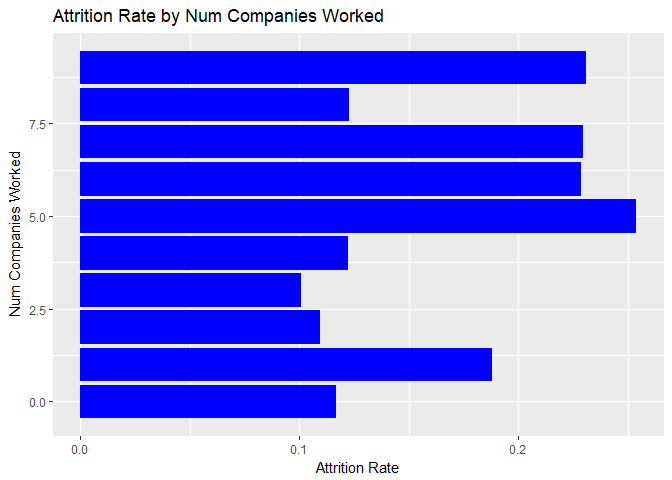 Attrition Rate by Num Companies Worked
Num Companies Worked
7.5
5.0
2.5
0.0
0.0 0.1 0.2
Attrition Rate